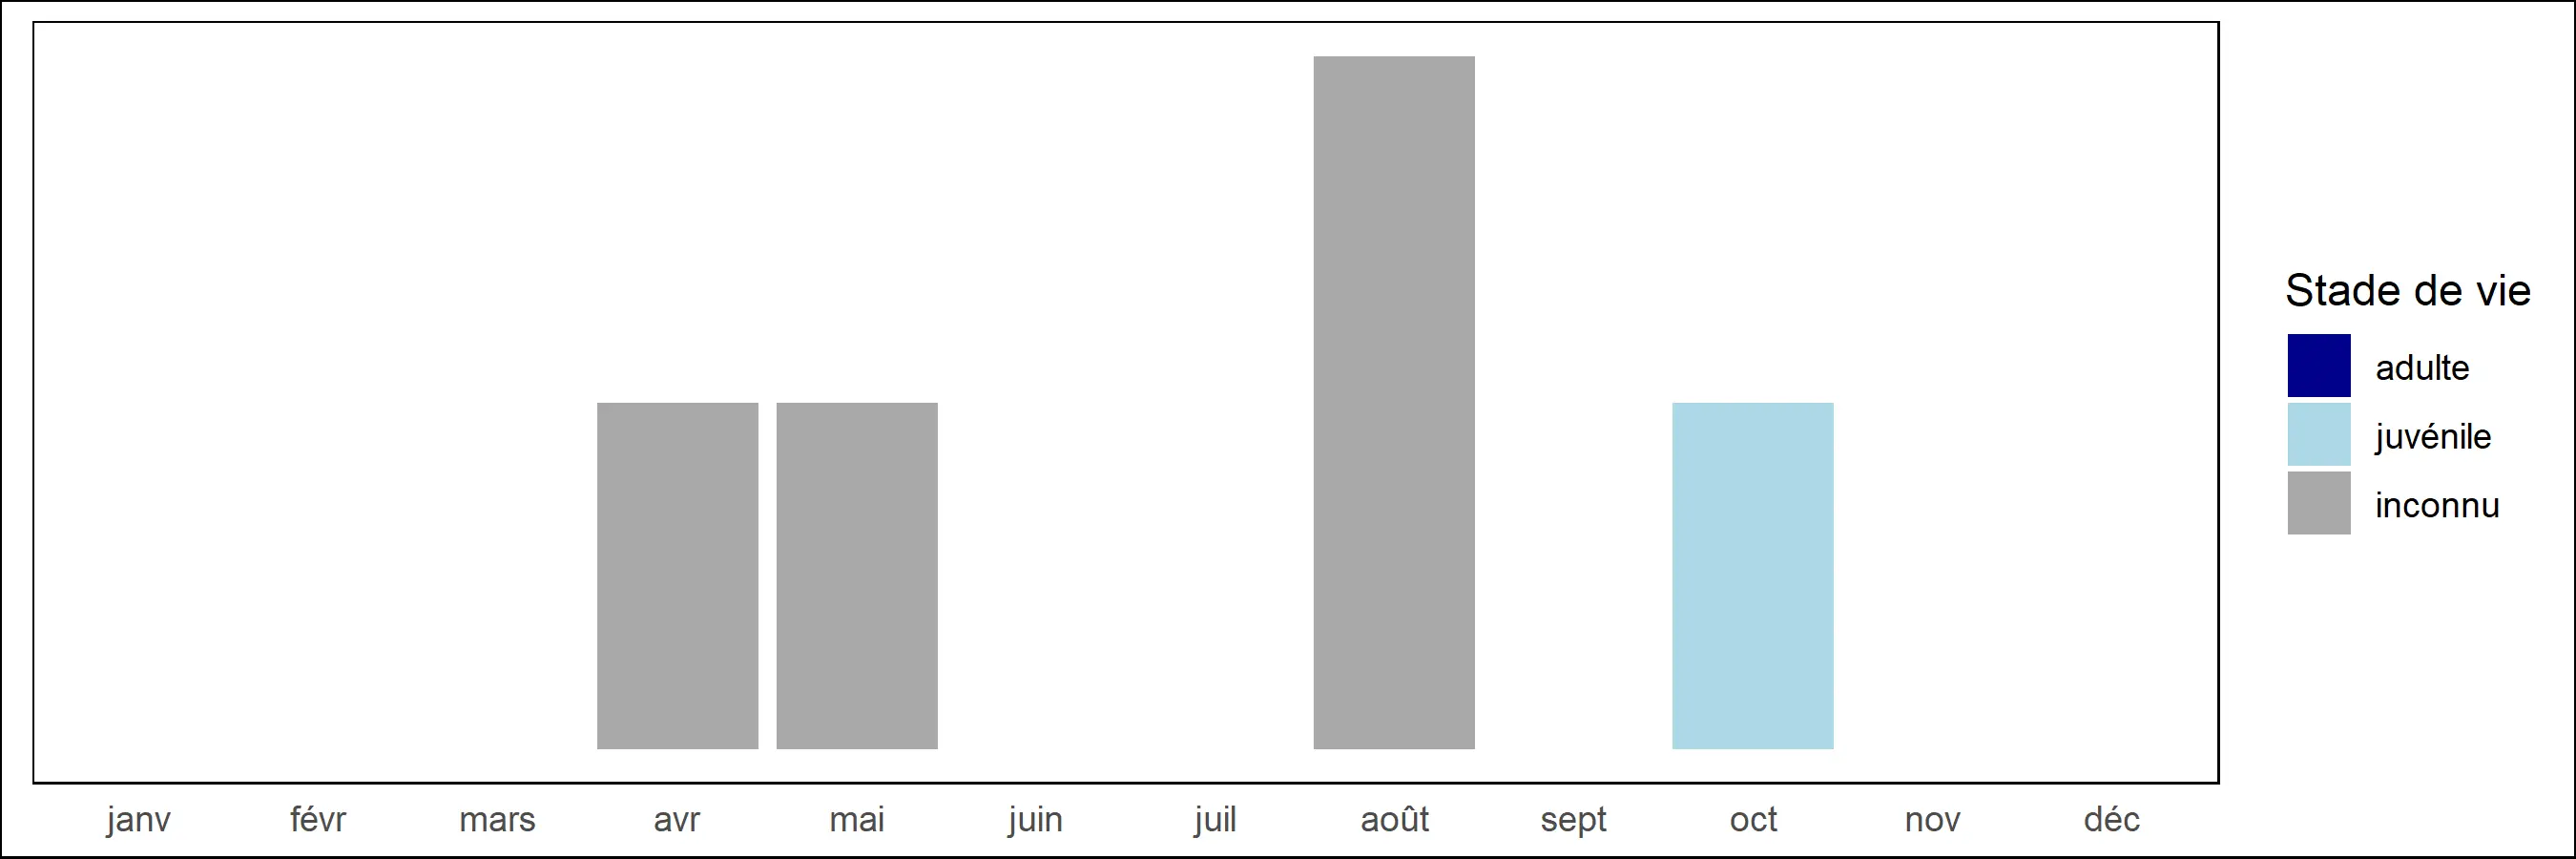 Stade de vie
adulte
juvénile
inconnu
janv févr mars avr mai juin juil août sept oct nov déc